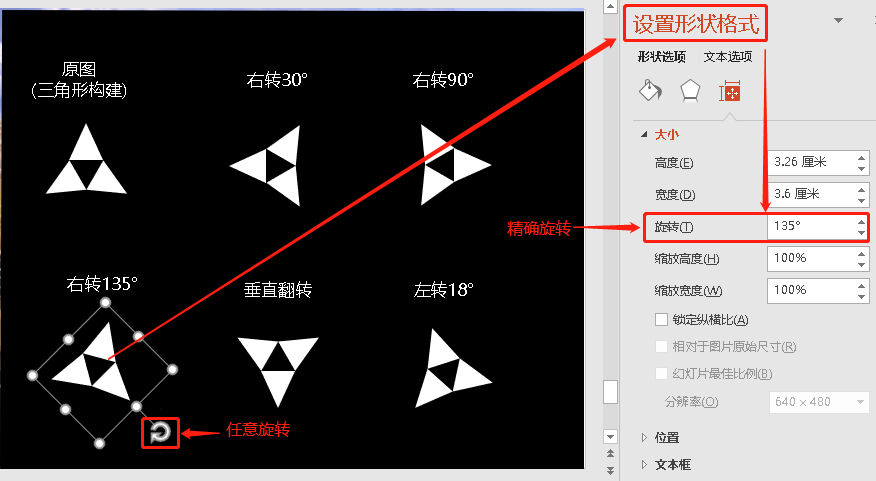 原图
(三角形构建)
右转30°
右转90°
右转135°
垂直翻转
左转18°
任意旋转
精确旋转
设置形状格式
形状选项
文本选项
大小
高度(E)
3.26 厘米
宽度(D)
3.6 厘米
旋转(T)
135°
缩放高度(H)
100%
缩放宽度(W)
100%
锁定纵横比(A)
相对于图片原始尺寸(R)
幻灯片最佳比例(B)
分辨率(O)
640 × 480
位置
文本框